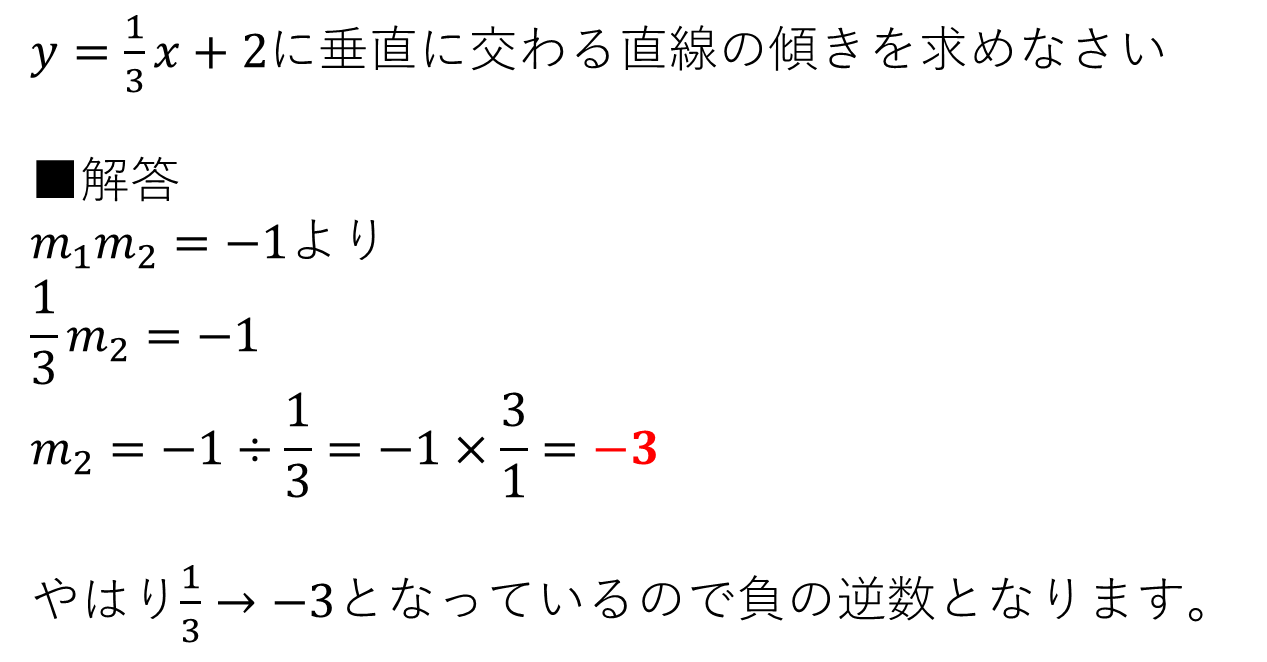 y = 1/3 x + 2に垂直に交わる直線の傾きを求めなさい
■解答
m₁m₂ = −1より
1/3 m₂ = −1
m₂ = −1 ÷ 1/3 = −1 × 3/1 = −3
やはり1/3 → −3となっているので負の逆数となります。